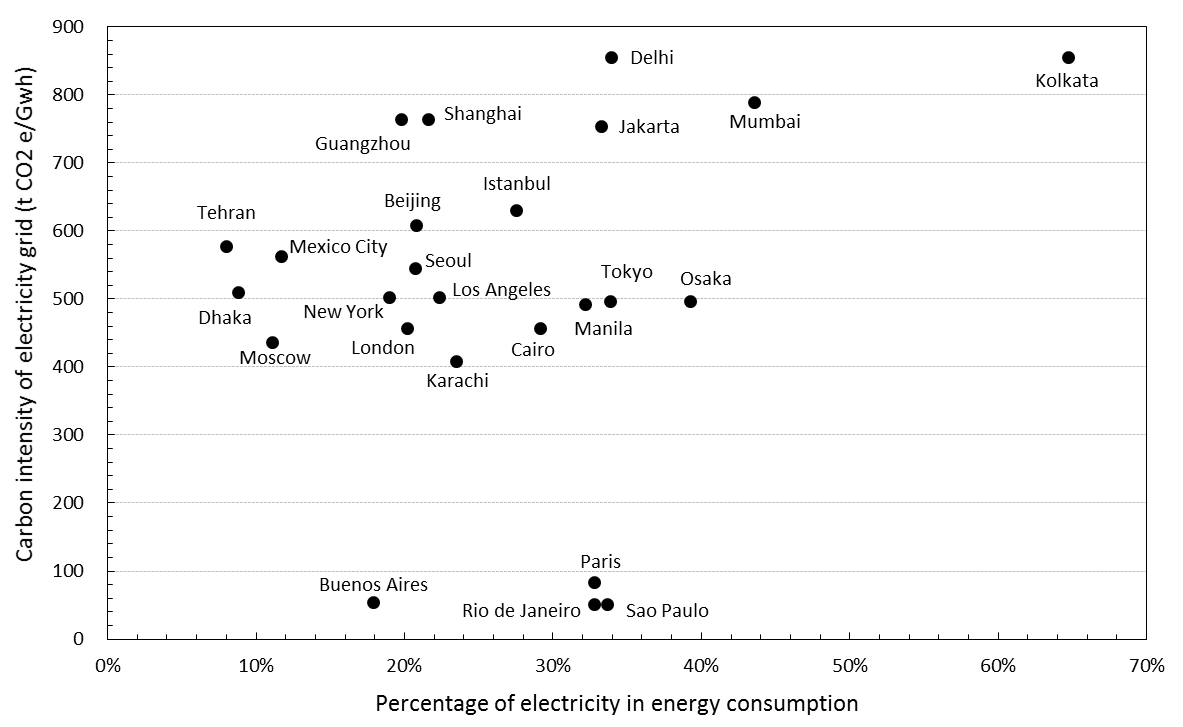 900
Delhi
Kolkata
800
Shanghai
Mumbai
Jakarta
Guangzhou
700
Istanbul
Beijing
Tehran
600
Mexico City
Seoul
Tokyo
Osaka
Los Angeles
500
New York
Dhaka
Manila
London
Cairo
Moscow
Karachi
400
300
200
Paris
100
Buenos Aires
Rio de Janeiro
Sao Paulo
0
0% 10% 20% 30% 40% 50% 60% 70%
Percentage of electricity in energy consumption
Carbon intensity of electricity grid (t CO2 e/Gwh)